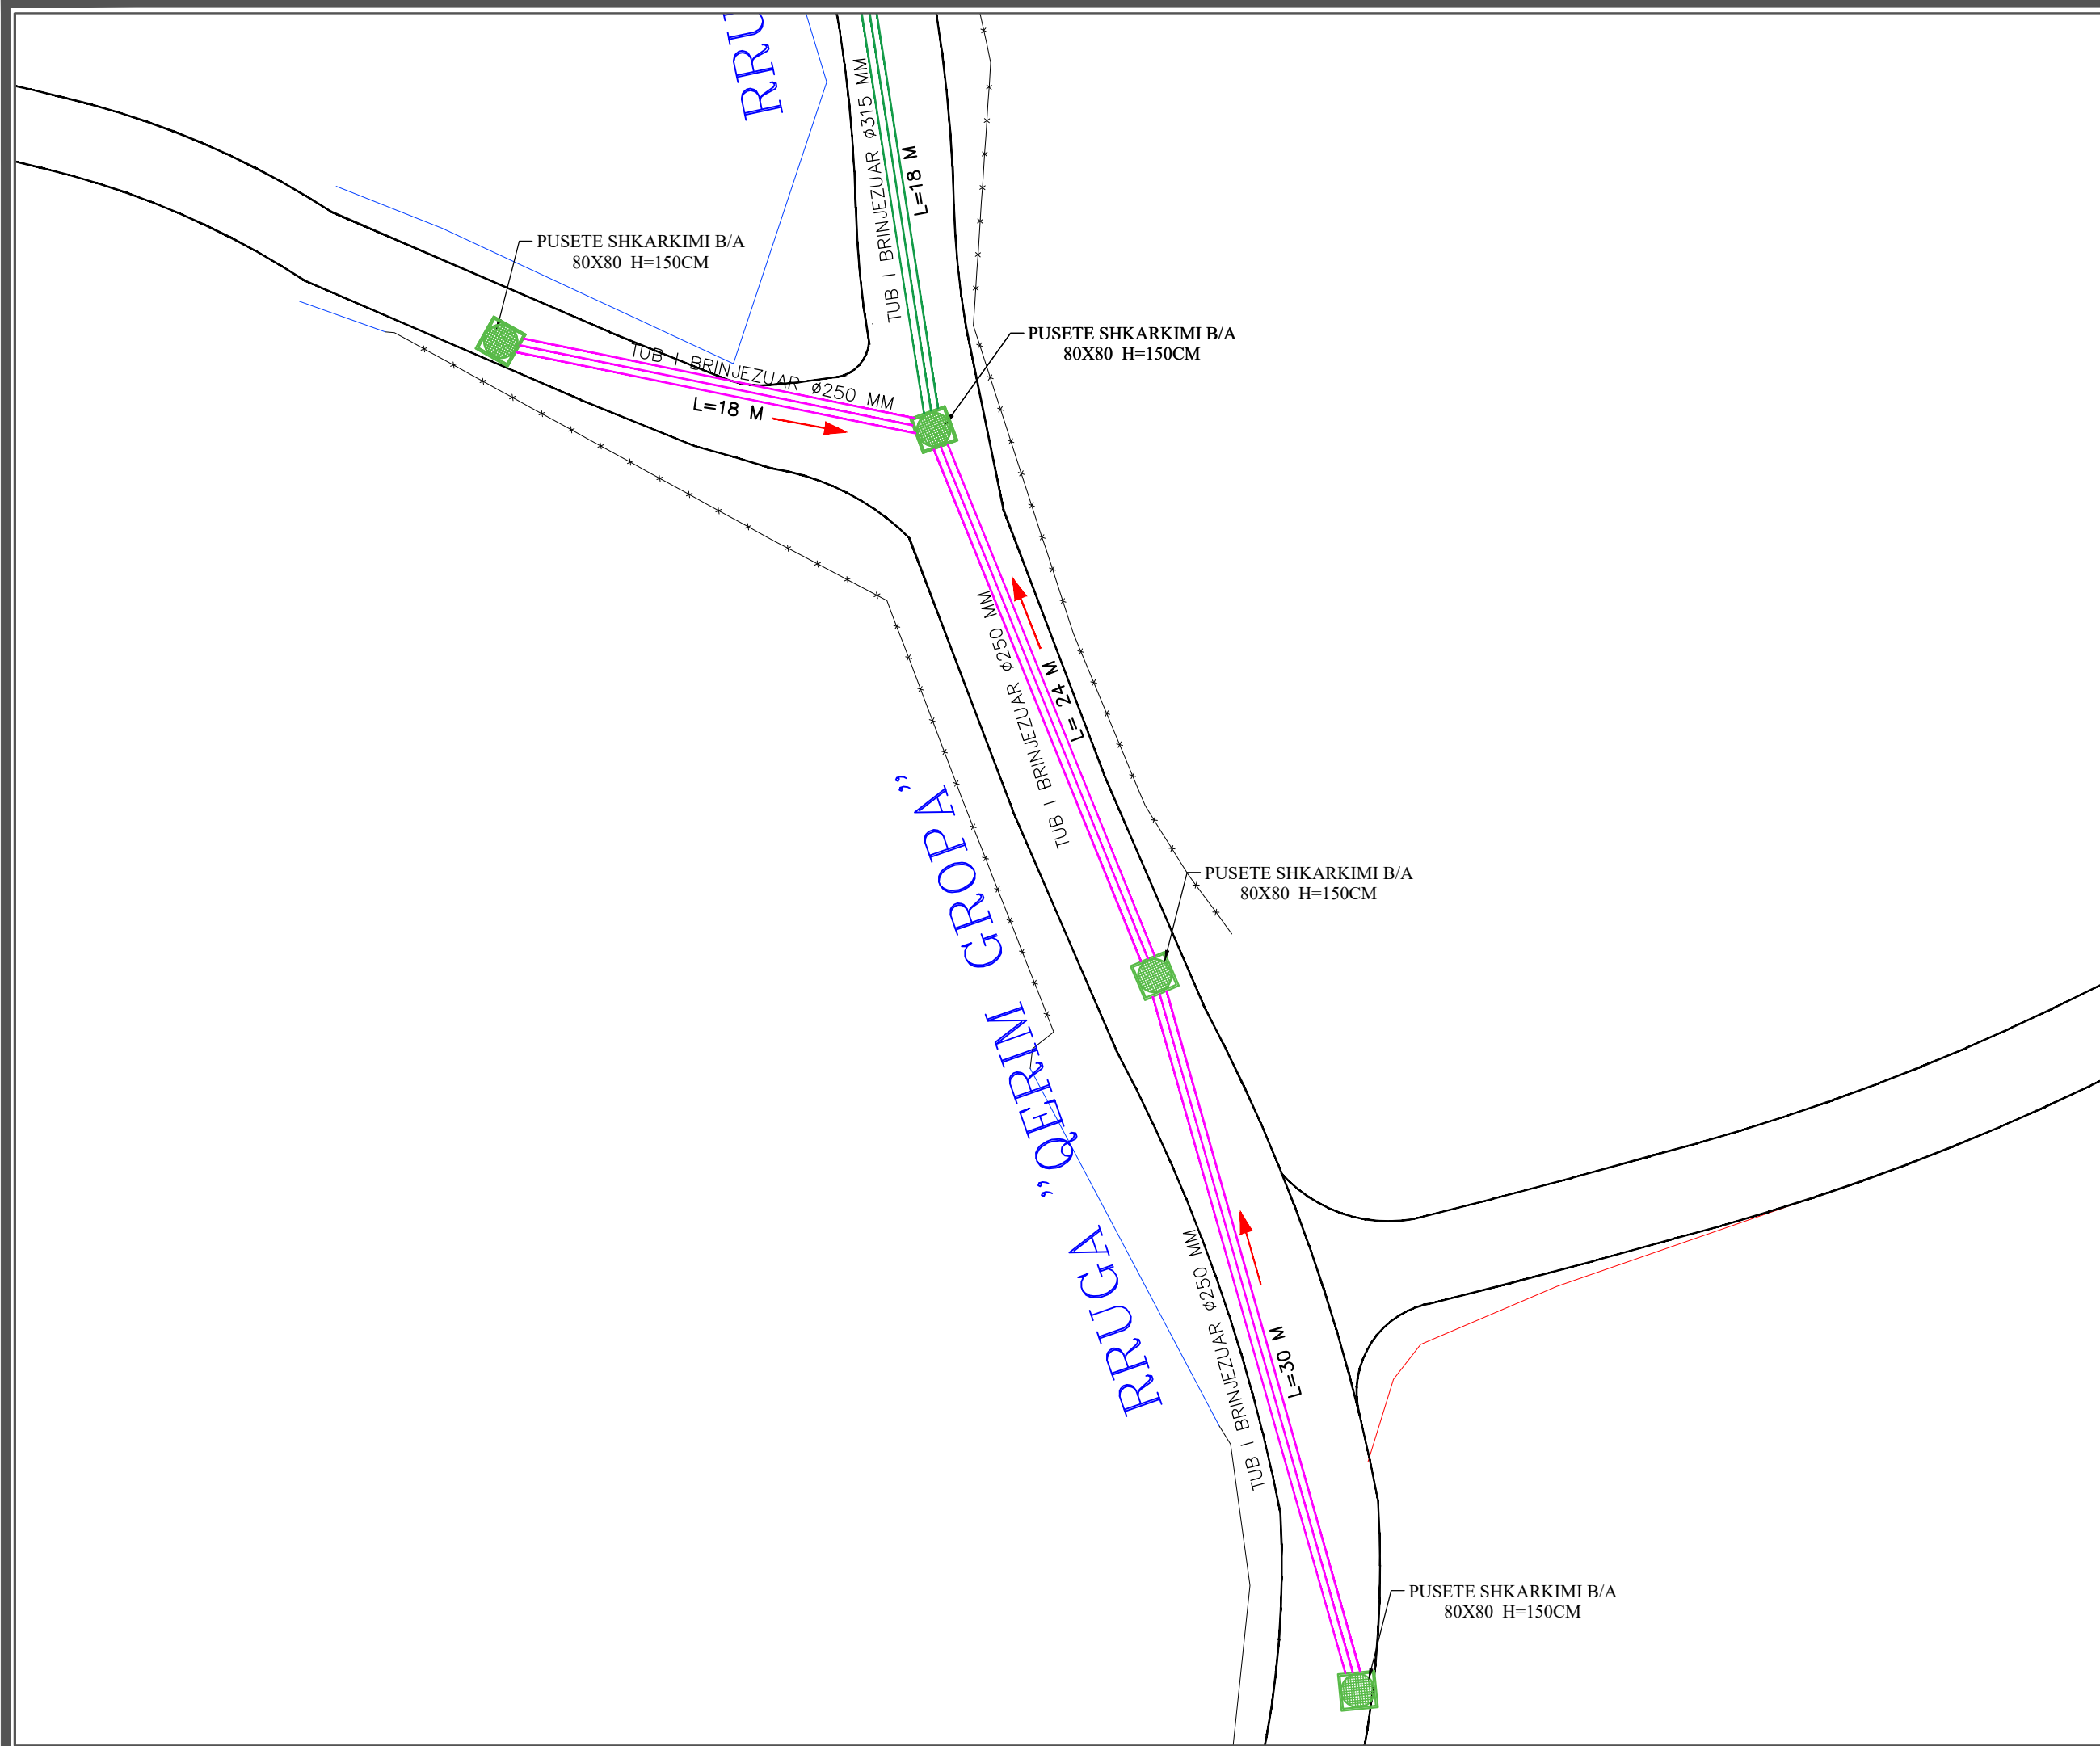 RRU
TUB I BRINJEZUAR ø315 MM
L=18 M
PUSETE SHKARKIMI B/A
80X80 H=150CM
PUSETE SHKARKIMI B/A
80X80 H=150CM
TUB I BRINJEZUAR ø250 MM
L=18 M
TUB I BRINJEZUAR ø250 MM
L= 24 M
PUSETE SHKARKIMI B/A
80X80 H=150CM
RRUGA "QERIM GROPA"
TUB I BRINJEZUAR ø250 MM
L=30 M
PUSETE SHKARKIMI B/A
80X80 H=150CM